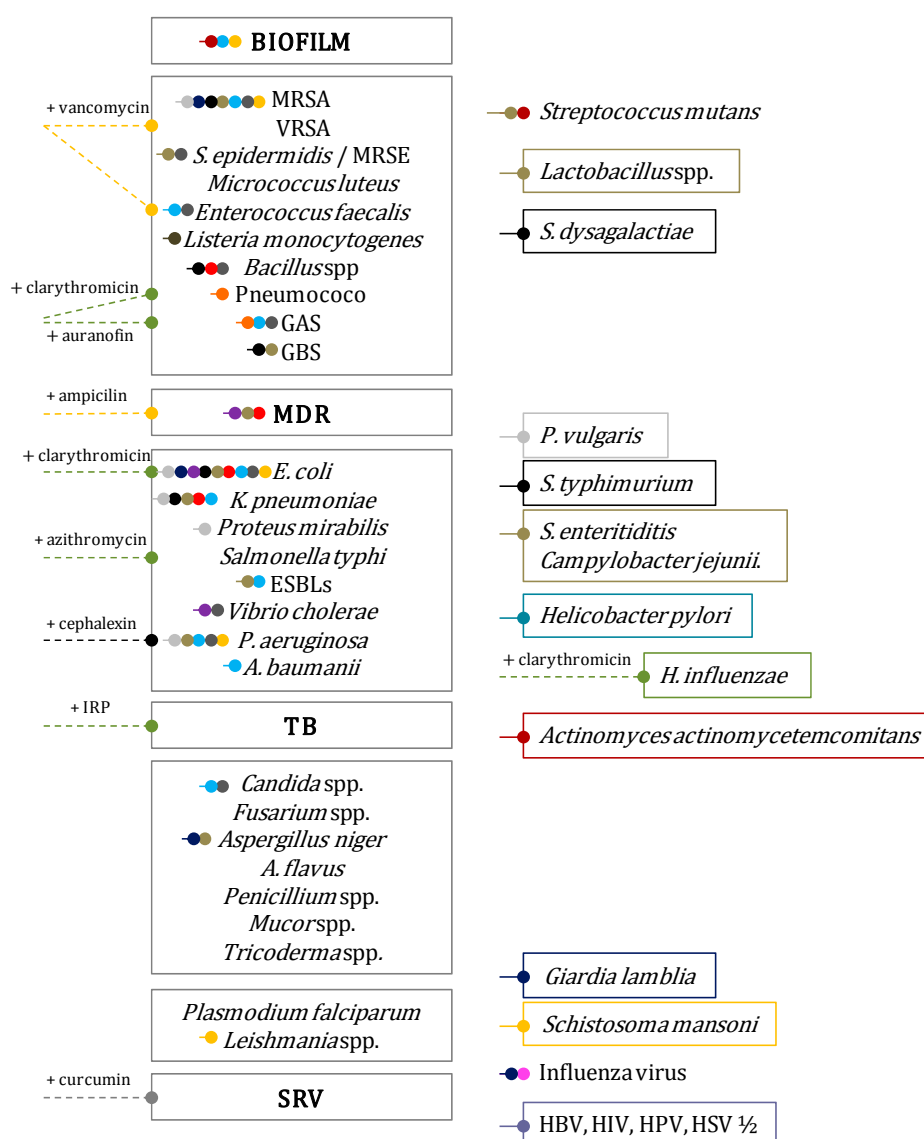 BIOFILM
+ vancomycin
MRSA
VRSA
S. epidermidis / MRSE
Micrococcus luteus
Enterococcus faecalis
Listeria monocytogenes
Bacillus spp
+ clarythromicin
Pneumococo
GAS
+ auranofin
GBS
+ ampicilin
MDR
+ clarythromicin
E. coli
K. pneumoniae
Proteus mirabilis
+ azithromycin
Salmonella typhi
ESBLs
Vibrio cholerae
+ cephalexin
P. aeruginosa
A. baumanii
+ IRP
TB
Candida spp.
Fusarium spp.
Aspergillus niger
A. flavus
Penicillium spp.
Mucor spp.
Tricoderma spp.
Plasmodium falciparum
Leishmania spp.
+ curcumin
SRV
Streptococcus mutans
Lactobacillus spp.
S. dysagalactiae
P. vulgaris
S. typhimurium
S. enteritiditis
Campylobacter jejunii.
Helicobacter pylori
+ clarythromicin
H. influenzae
Actinomyces actinomycetemcomitans
Giardia lamblia
Schistosoma mansoni
Influenza virus
HBV, HIV, HPV, HSV ½